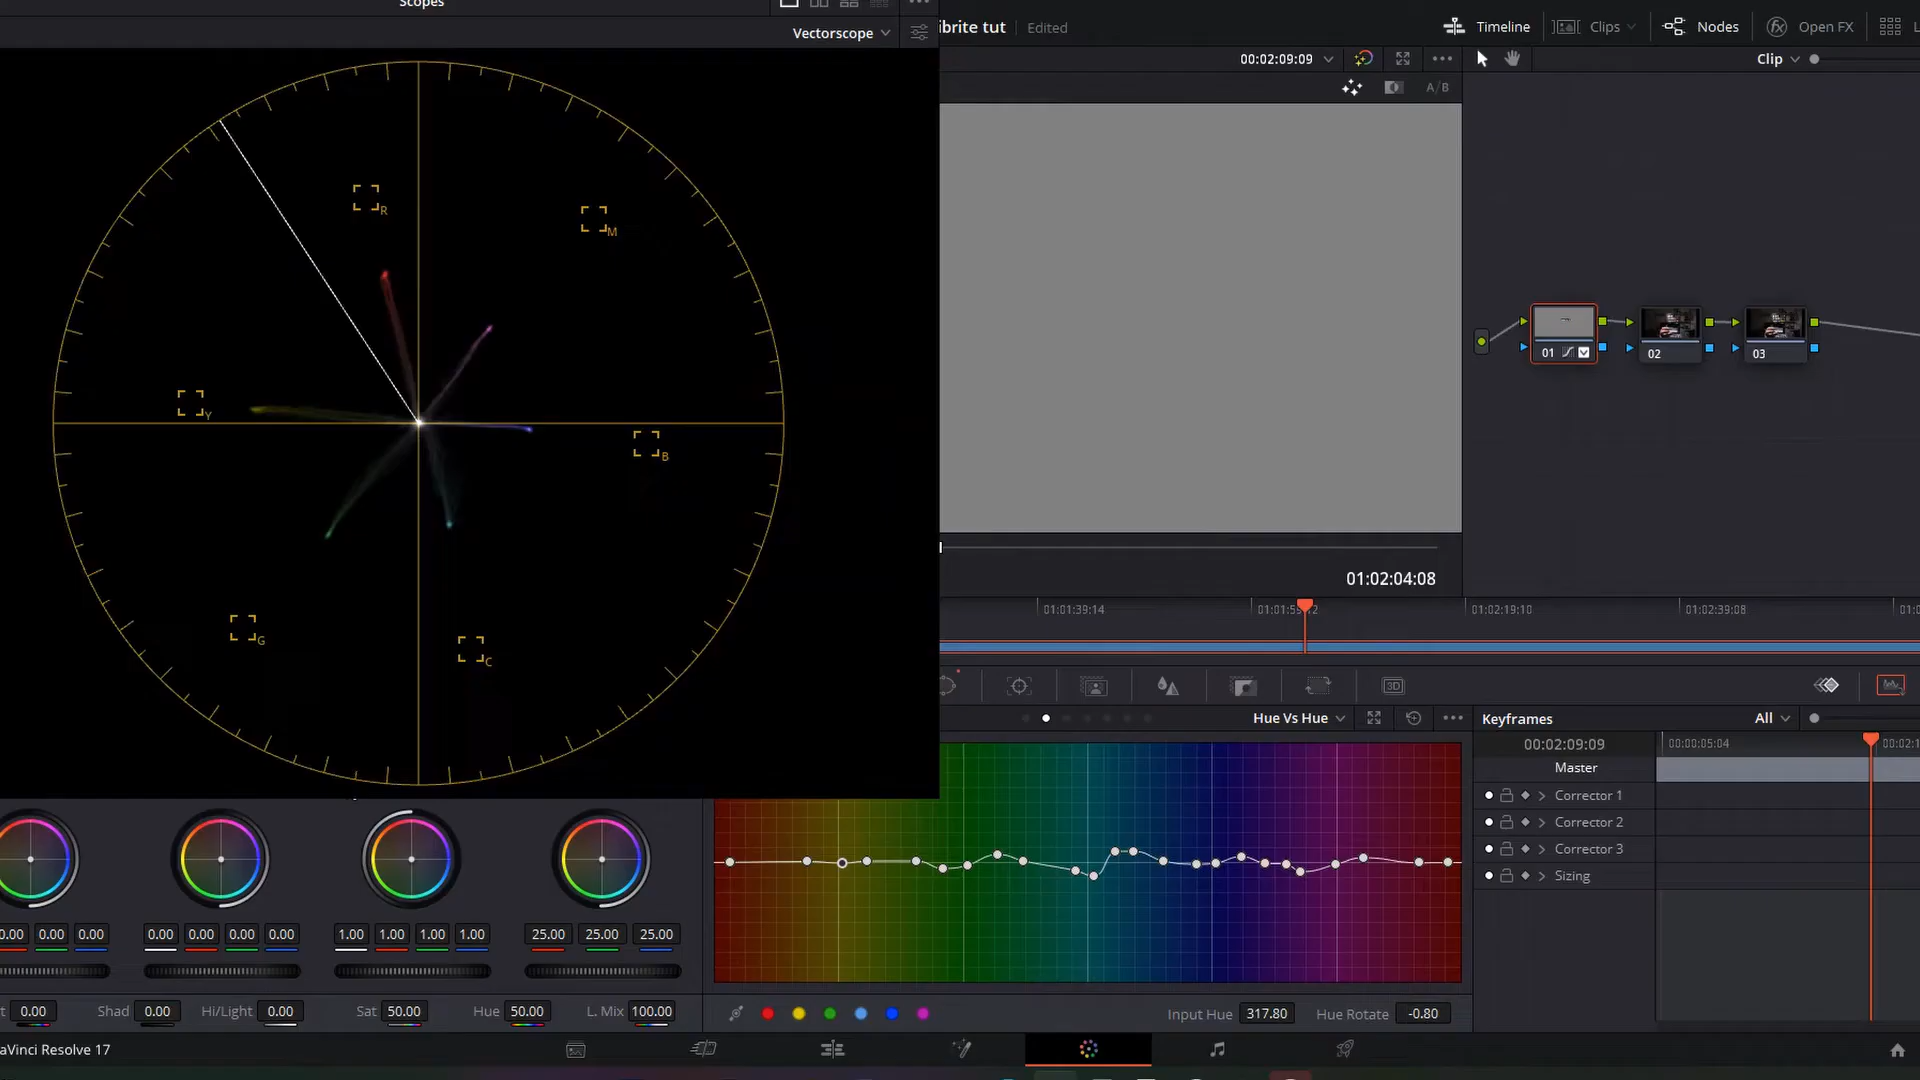 Scopes
Vectorscope
ibrite tut
Edited
Timeline
Clips
Nodes
Open FX
00:02:09:09
Clip
A/B
R
M
Y
B
G
C
01
02
03
01:02:04:08
01:01:39:14
01:01:59:12
01:02:19:10
01:02:39:08
3D
Hue Vs Hue
Keyframes
All
00:02:09:09
00:00:05:04
Master
Corrector 1
Corrector 2
Corrector 3
Sizing
0.00 0.00 0.00
0.00 0.00 0.00 0.00
1.00 1.00 1.00 1.00
25.00 25.00 25.00
0.00
Shad 0.00
Hi/Light 0.00
Sat 50.00
Hue 50.00
L. Mix 100.00
Input Hue 317.80
Hue Rotate -0.80
aVinci Resolve 17